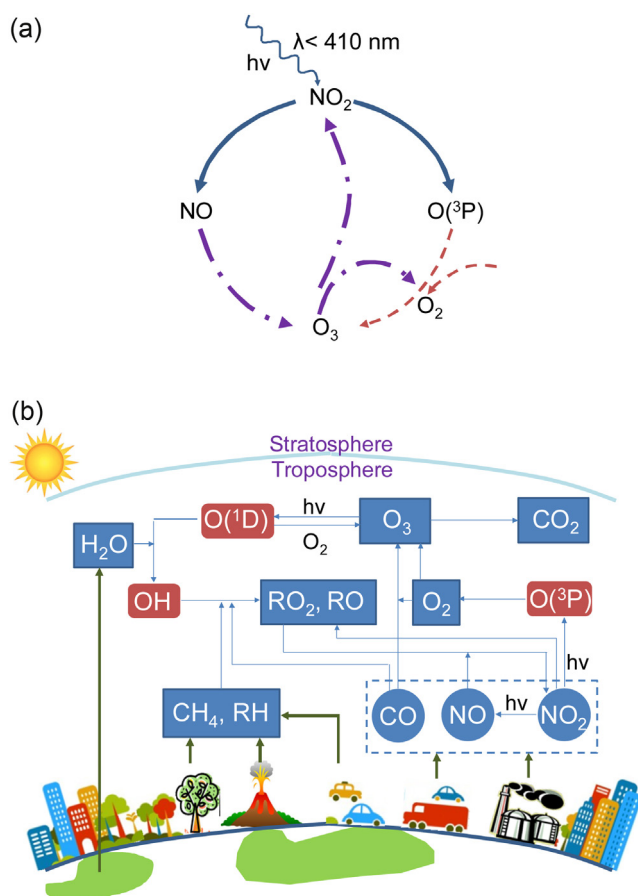 (a)
λ< 410 nm
hv
NO₂
NO
O(³P)
O₂
O₃
(b)
Stratosphere
Troposphere
O(¹D)
hv
O₃
CO₂
H₂O
O₂
OH
RO₂, RO
O₂
O(³P)
hv
CH₄, RH
CO
NO
hv
NO₂